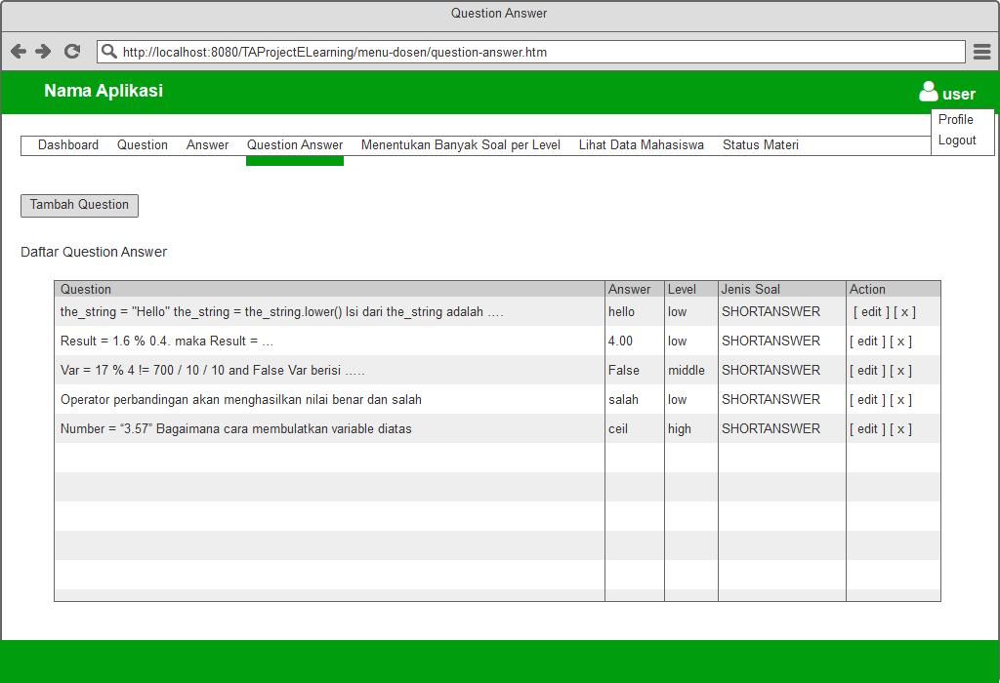 Question Answer
http://localhost:8080/TAProjectELearning/menu-dosen/question-answer.htm
Nama Aplikasi
user
Profile
Logout
Dashboard Question Answer Question Answer Menentukan Banyak Soal per Level Lihat Data Mahasiswa Status Materi
Tambah Question
Daftar Question Answer
Question Answer Level Jenis Soal Action
the_string = "Hello" the_string = the_string.lower() Isi dari the_string adalah .... hello low SHORTANSWER [ edit ] [ x ]
Result = 1.6 % 0.4. maka Result = ... 4.00 low SHORTANSWER [ edit ] [ x ]
Var = 17 % 4 != 700 / 10 / 10 and False Var berisi ..... False middle SHORTANSWER [ edit ] [ x ]
Operator perbandingan akan menghasilkan nilai benar dan salah salah low SHORTANSWER [ edit ] [ x ]
Number = “3.57” Bagaimana cara membulatkan variable diatas ceil high SHORTANSWER [ edit ] [ x ]